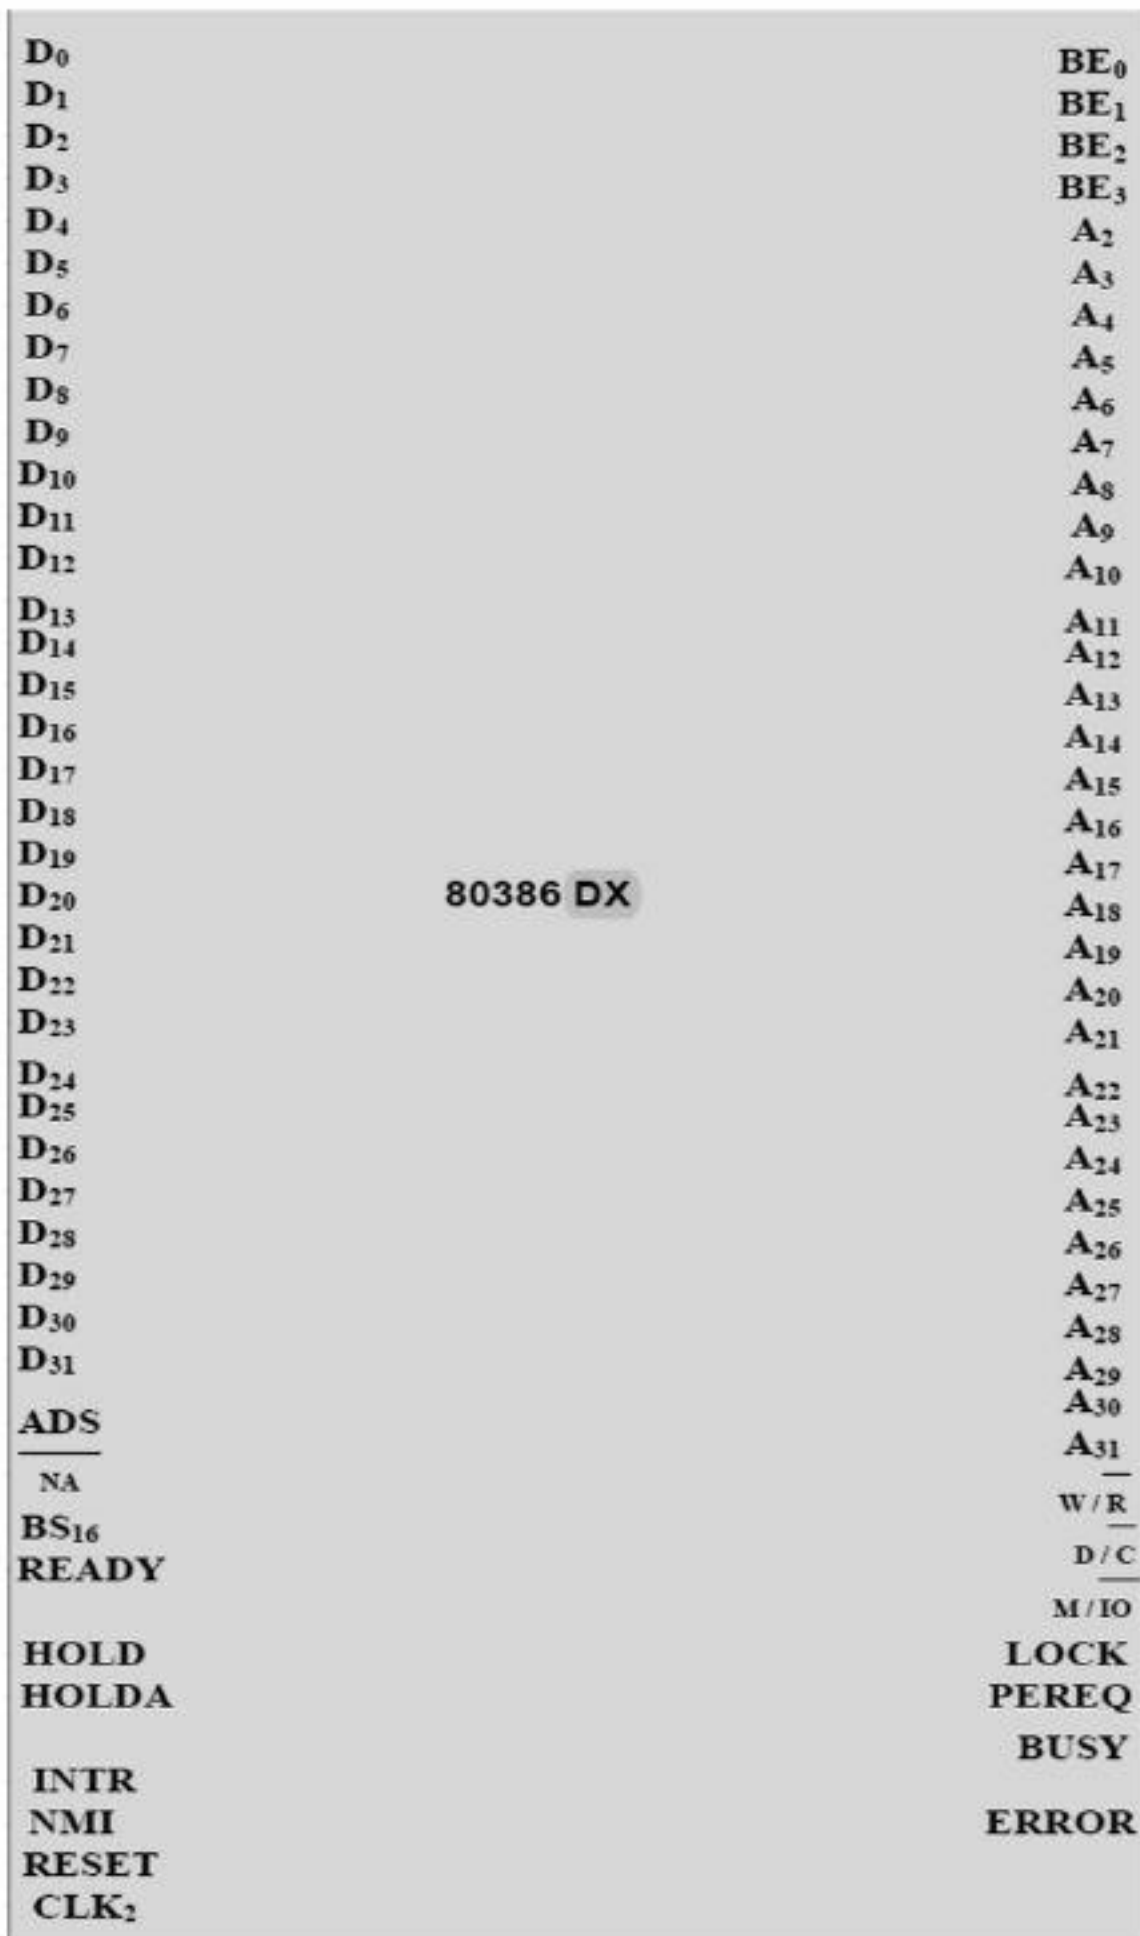 D₀
D₁
D₂
D₃
D₄
D₅
D₆
D₇
D₈
D₉
D₁₀
D₁₁
D₁₂
D₁₃
D₁₄
D₁₅
D₁₆
D₁₇
D₁₈
D₁₉
D₂₀
D₂₁
D₂₂
D₂₃
D₂₄
D₂₅
D₂₆
D₂₇
D₂₈
D₂₉
D₃₀
D₃₁
ADS
NA
BS₁₆
READY
HOLD
HOLDA
INTR
NMI
RESET
CLK₂
80386 DX
BE₀
BE₁
BE₂
BE₃
A₂
A₃
A₄
A₅
A₆
A₇
A₈
A₉
A₁₀
A₁₁
A₁₂
A₁₃
A₁₄
A₁₅
A₁₆
A₁₇
A₁₈
A₁₉
A₂₀
A₂₁
A₂₂
A₂₃
A₂₄
A₂₅
A₂₆
A₂₇
A₂₈
A₂₉
A₃₀
A₃₁
W / R
D / C
M / IO
LOCK
PEREQ
BUSY
ERROR